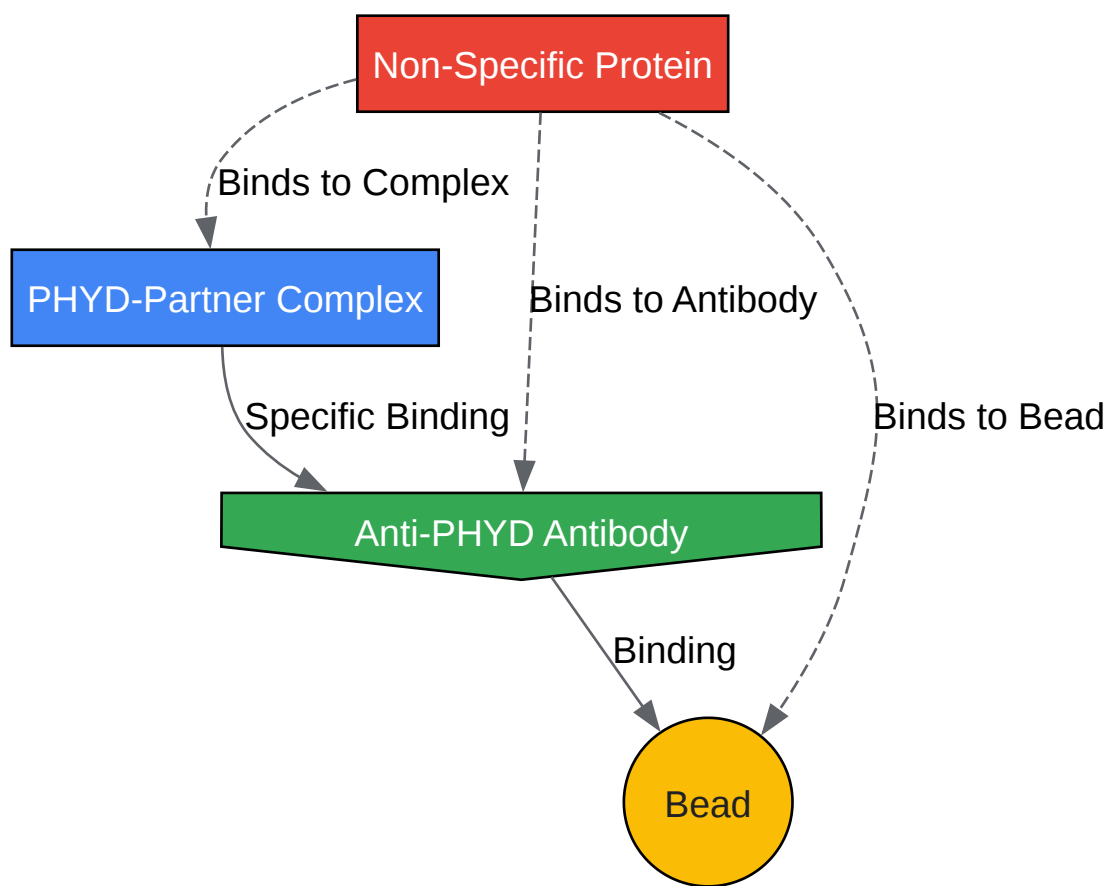 Non-Specific Protein
Binds to Complex
PHYD-Partner Complex
Binds to Antibody
Specific Binding
Binds to Bead
Anti-PHYD Antibody
Binding
Bead